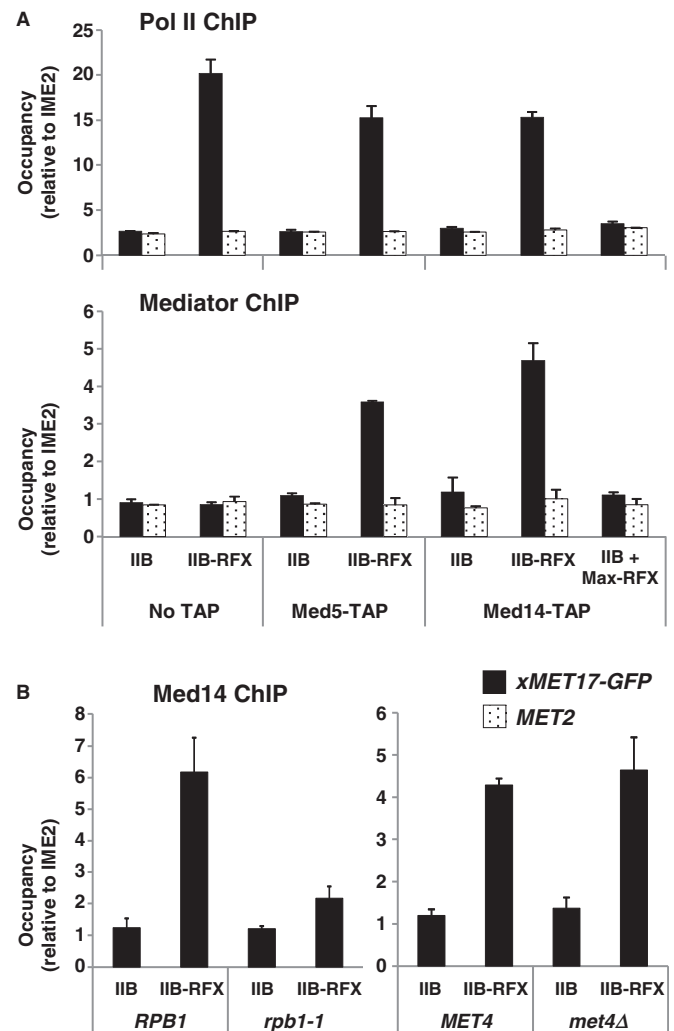 A
Pol II ChIP
Occupancy
(relative to IME2)
25
20
15
10
5
0
Mediator ChIP
Occupancy
(relative to IME2)
6
5
4
3
2
1
0
IIB IIB-RFX IIB IIB-RFX IIB IIB-RFX IIB +
Max-RFX
No TAP Med5-TAP Med14-TAP
B
Med14 ChIP
xMET17-GFP
MET2
Occupancy
(relative to IME2)
8
7
6
5
4
3
2
1
0
IIB IIB-RFX IIB IIB-RFX
RPB1 rpb1-1
6
5
4
3
2
1
0
IIB IIB-RFX IIB IIB-RFX
MET4 met4Δ